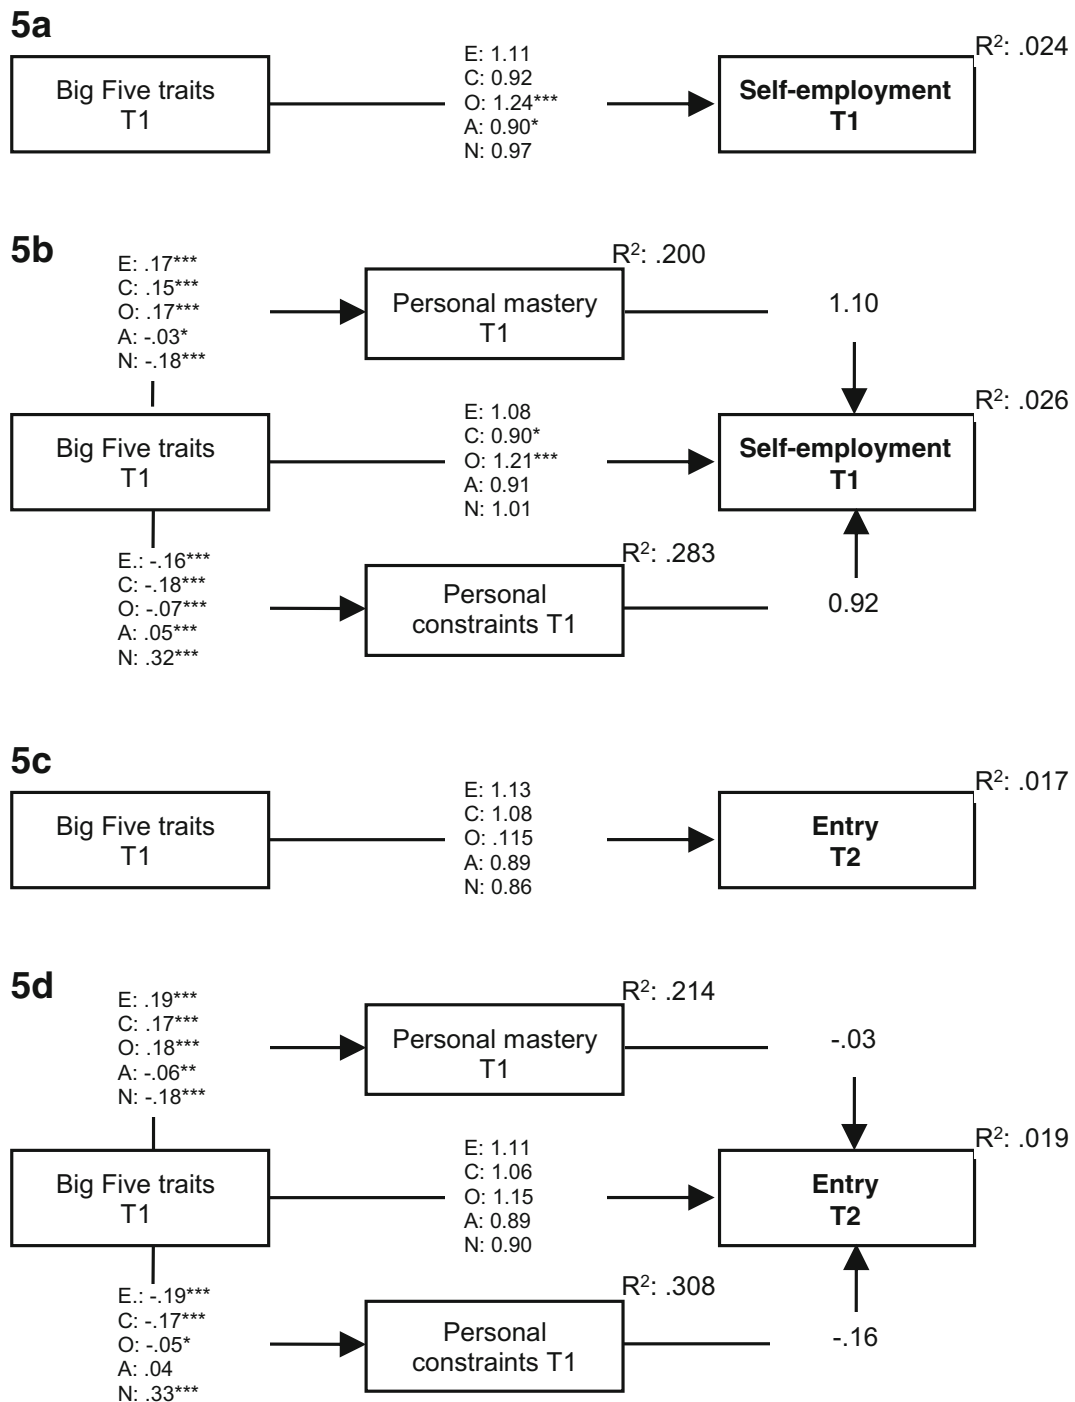 5a
Big Five traits
T1
E: 1.11
C: 0.92
O: 1.24***
A: 0.90*
N: 0.97
R²: .024
Self-employment
T1
5b
E: .17***
C: .15***
O: .17***
A: -.03*
N: -.18***
R²: .200
Personal mastery
T1
1.10
Big Five traits
T1
E: 1.08
C: 0.90*
O: 1.21***
A: 0.91
N: 1.01
R²: .026
Self-employment
T1
E.: -.16***
C: -.18***
O: -.07***
A: .05***
N: .32***
R²: .283
Personal
constraints T1
0.92
5c
Big Five traits
T1
E: 1.13
C: 1.08
O: .115
A: 0.89
N: 0.86
R²: .017
Entry
T2
5d
E: .19***
C: .17***
O: .18***
A: -.06**
N: -.18***
R²: .214
Personal mastery
T1
-.03
Big Five traits
T1
E: 1.11
C: 1.06
O: 1.15
A: 0.89
N: 0.90
R²: .019
Entry
T2
E.: -.19***
C: -.17***
O: -.05*
A: .04
N: .33***
R²: .308
Personal
constraints T1
-.16